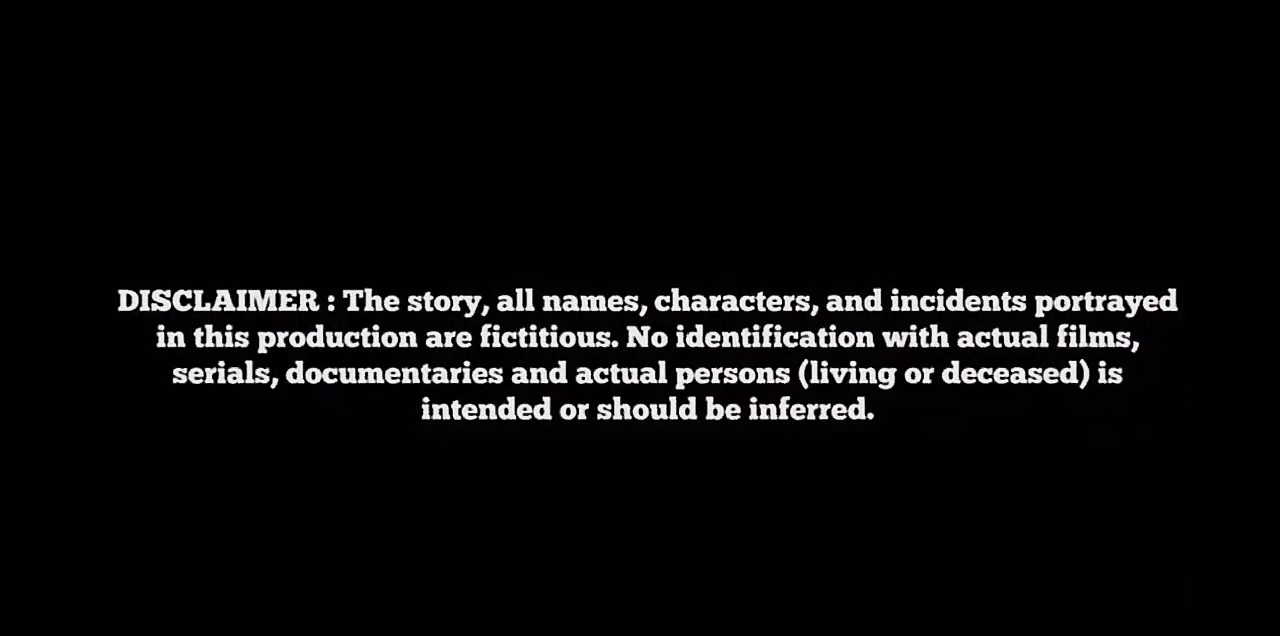 DISCLAIMER : The story, all names, characters, and incidents portrayed
in this production are fictitious. No identification with actual films,
serials, documentaries and actual persons (living or deceased) is
intended or should be inferred.